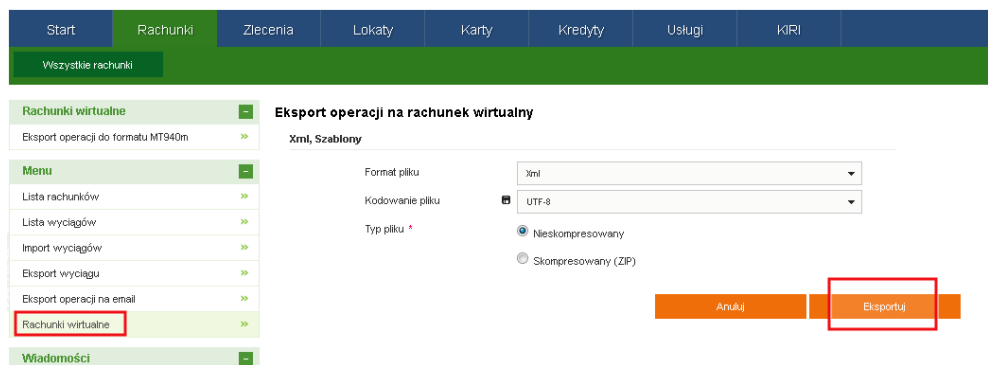 Start Rachunki Zlecenia Lokaty Karty Kredyty Usługi KIRI
Wszystkie rachunki
Rachunki wirtualne
Eksport operacji do formatu MT940m
Menu
Lista rachunków
Lista wyciągów
Import wyciągów
Eksport wyciągu
Eksport operacji na email
Rachunki wirtualne
Wiadomości
Eksport operacji na rachunek wirtualny
Xml, Szablony
Format pliku Xml
Kodowanie pliku UTF-8
Typ pliku * Nieskompresowany
Skompresowany (ZIP)
Anuluj Eksportuj